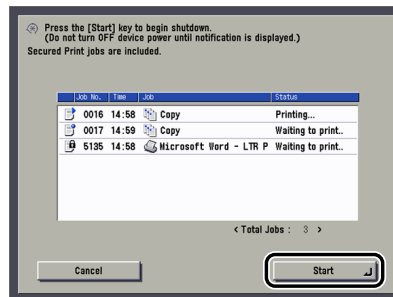 Press the [Start] key to begin shutdown.
(Do not turn OFF device power until notification is displayed.)
Secured Print jobs are included.
Job No. Time Job Status
0016 14:58 Copy Printing...
0017 14:59 Copy Waiting to print..
5135 14:58 Microsoft Word - LTR P Waiting to print..
< Total Jobs : 3 >
Cancel Start